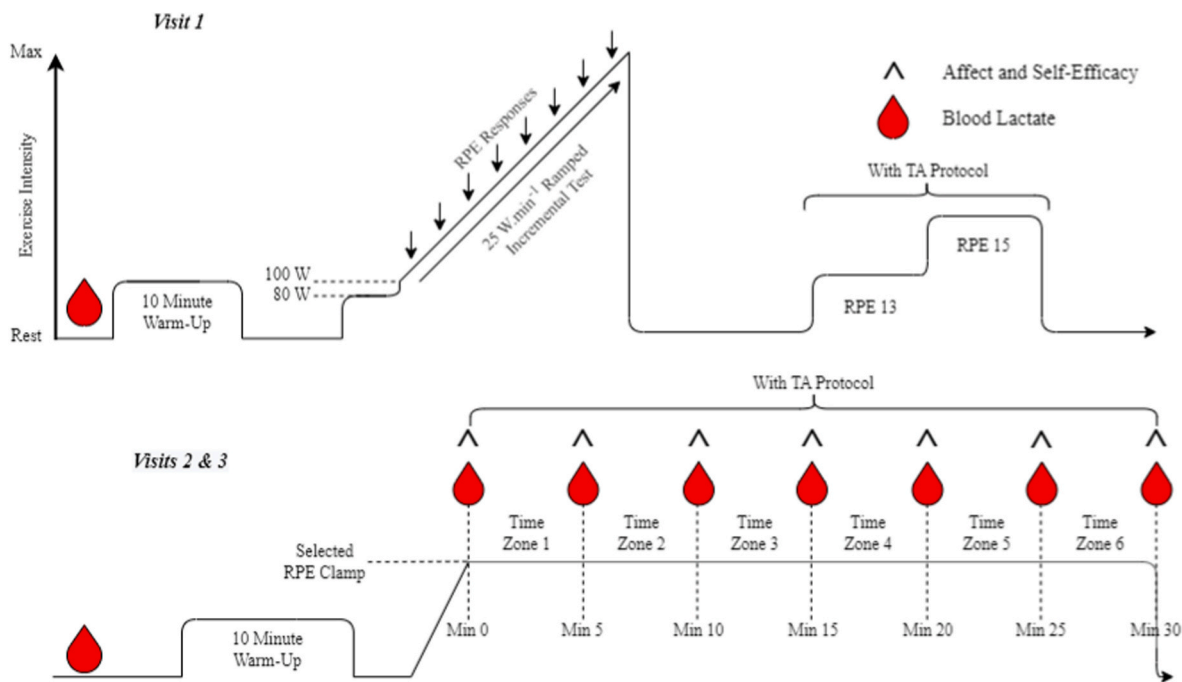 Visit 1
Max
Exercise Intensity
Rest
10 Minute
Warm-Up
100 W
80 W
RPE Responses
25 W.min⁻¹ Ramped
Incremental Test
Affect and Self-Efficacy
Blood Lactate
With TA Protocol
RPE 13
RPE 15
With TA Protocol
Visits 2 & 3
Time
Zone 1
Time
Zone 2
Time
Zone 3
Time
Zone 4
Time
Zone 5
Time
Zone 6
Selected
RPE Clamp
10 Minute
Warm-Up
Min 0
Min 5
Min 10
Min 15
Min 20
Min 25
Min 30